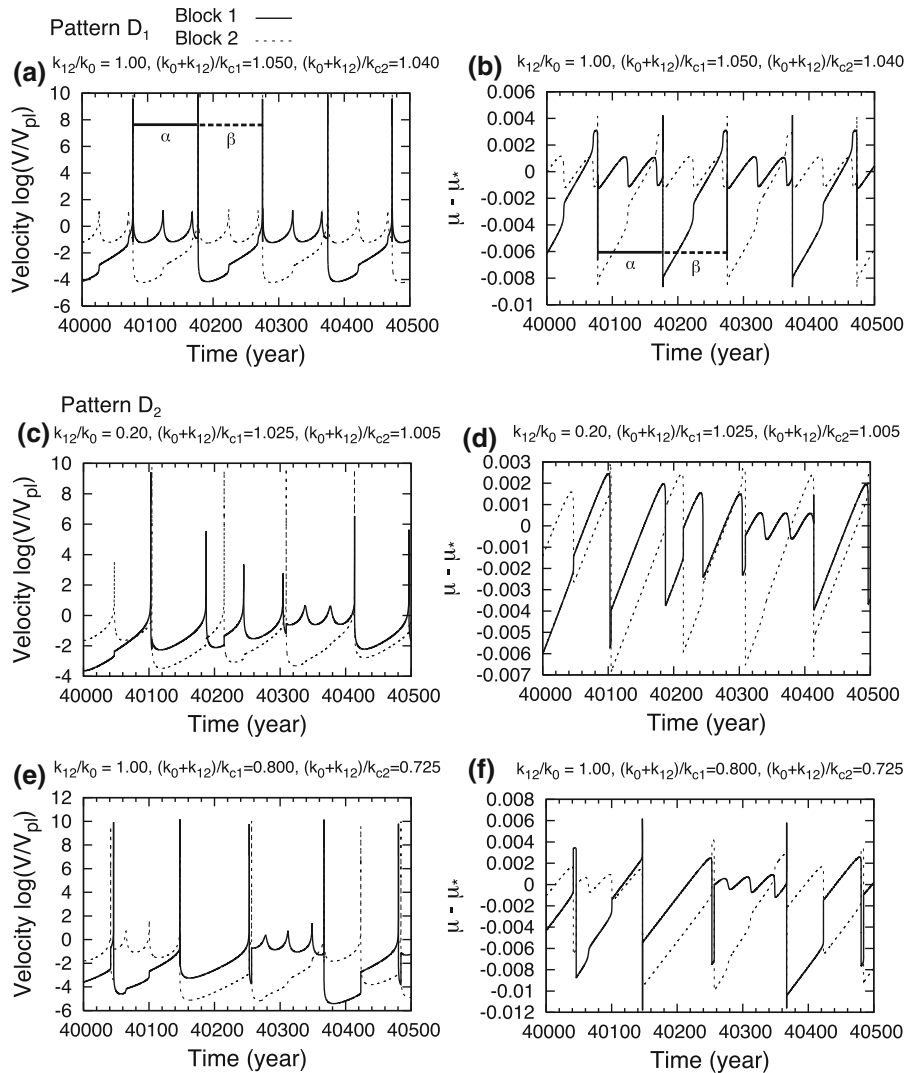 Pattern D1
Block 1
Block 2
(a) k12/k0 = 1.00, (k0+k12)/kc1=1.050, (k0+k12)/kc2=1.040
Velocity log(V/Vpl)
10
8
6
4
2
0
-2
-4
-6
α
β
40000 40100 40200 40300 40400 40500
Time (year)
(b) k12/k0 = 1.00, (k0+k12)/kc1=1.050, (k0+k12)/kc2=1.040
μ - μ*
0.006
0.004
0.002
0
-0.002
-0.004
-0.006
-0.008
-0.01
α
β
40000 40100 40200 40300 40400 40500
Time (year)
Pattern D2
(c) k12/k0 = 0.20, (k0+k12)/kc1=1.025, (k0+k12)/kc2=1.005
Velocity log(V/Vpl)
10
8
6
4
2
0
-2
-4
40000 40100 40200 40300 40400 40500
Time (year)
(d) k12/k0 = 0.20, (k0+k12)/kc1=1.025, (k0+k12)/kc2=1.005
μ - μ*
0.003
0.002
0.001
0
-0.001
-0.002
-0.003
-0.004
-0.005
-0.006
-0.007
40000 40100 40200 40300 40400 40500
Time (year)
(e) k12/k0 = 1.00, (k0+k12)/kc1=0.800, (k0+k12)/kc2=0.725
Velocity log(V/Vpl)
12
10
8
6
4
2
0
-2
-4
-6
40000 40100 40200 40300 40400 40500
Time (year)
(f) k12/k0 = 1.00, (k0+k12)/kc1=0.800, (k0+k12)/kc2=0.725
μ - μ*
0.008
0.006
0.004
0.002
0
-0.002
-0.004
-0.006
-0.008
-0.01
-0.012
40000 40100 40200 40300 40400 40500
Time (year)